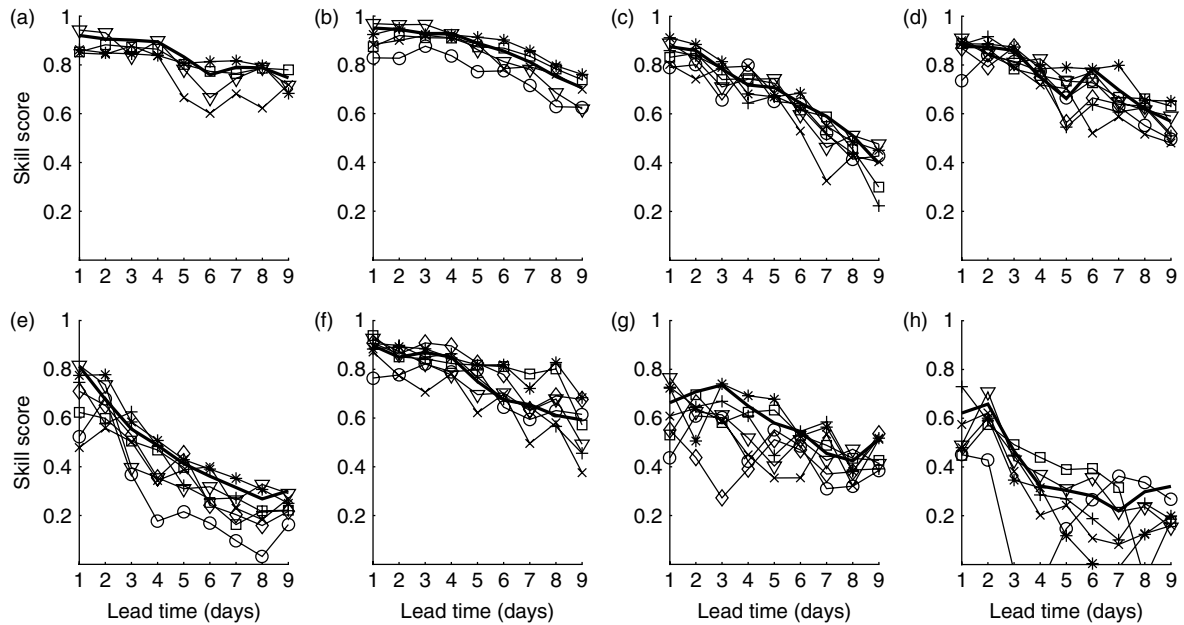 (a) (b) (c) (d)
1 1 1 1
0.8 0.8 0.8 0.8
0.6 0.6 0.6 0.6
Skill score
0.4 0.4 0.4 0.4
0.2 0.2 0.2 0.2
1 2 3 4 5 6 7 8 9 1 2 3 4 5 6 7 8 9 1 2 3 4 5 6 7 8 9 1 2 3 4 5 6 7 8 9
(e) (f) (g) (h)
1 1 1 1
0.8 0.8 0.8 0.8
0.6 0.6 0.6 0.6
Skill score
0.4 0.4 0.4 0.4
0.2 0.2 0.2 0.2
1 2 3 4 5 6 7 8 9 1 2 3 4 5 6 7 8 9 1 2 3 4 5 6 7 8 9 1 2 3 4 5 6 7 8 9
Lead time (days) Lead time (days) Lead time (days) Lead time (days)